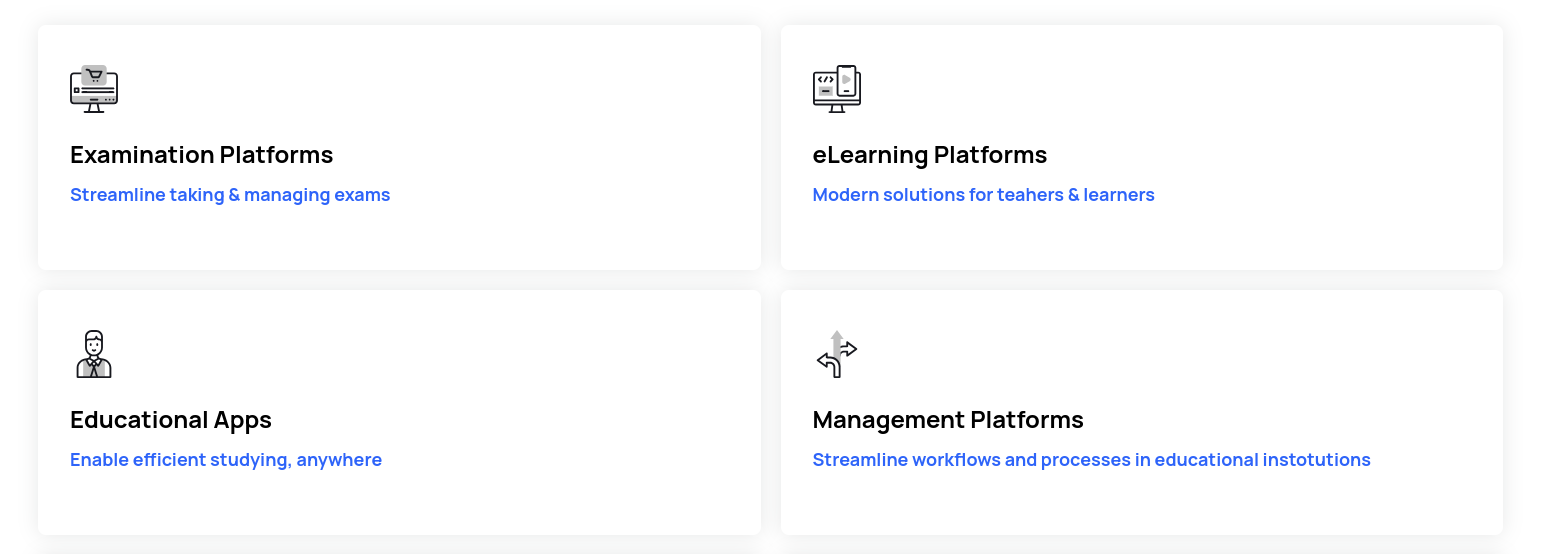 Examination Platforms
Streamline taking & managing exams
eLearning Platforms
Modern solutions for teahers & learners
Educational Apps
Enable efficient studying, anywhere
Management Platforms
Streamline workflows and processes in educational instotutions